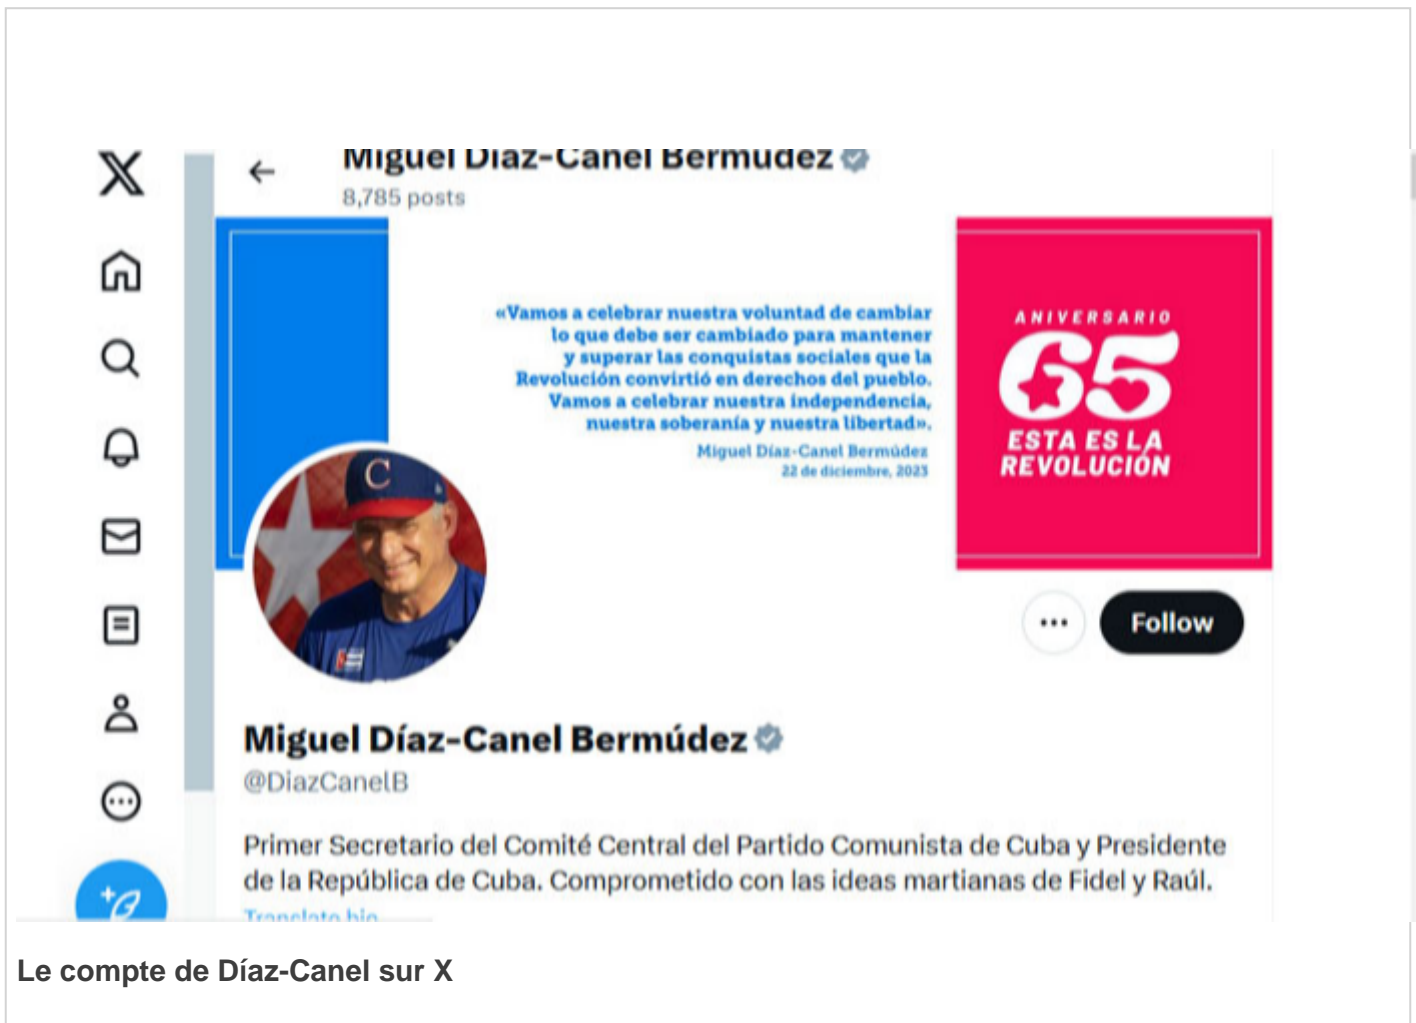 Miguel Díaz-Canel Bermúdez
8,785 posts
«Vamos a celebrar nuestra voluntad de cambiar
lo que debe ser cambiado para mantener
y superar las conquistas sociales que la
Revolución convirtió en derechos del pueblo.
Vamos a celebrar nuestra independencia,
nuestra soberanía y nuestra libertad».
Miguel Díaz-Canel Bermúdez
22 de diciembre, 2023
ANIVERSARIO
65
ESTA ES LA
REVOLUCIÓN
C
Follow
Miguel Díaz-Canel Bermúdez
@DiazCanelB
Primer Secretario del Comité Central del Partido Comunista de Cuba y Presidente
de la República de Cuba. Comprometido con las ideas martianas de Fidel y Raúl.
Translate bio
Le compte de Díaz-Canel sur X